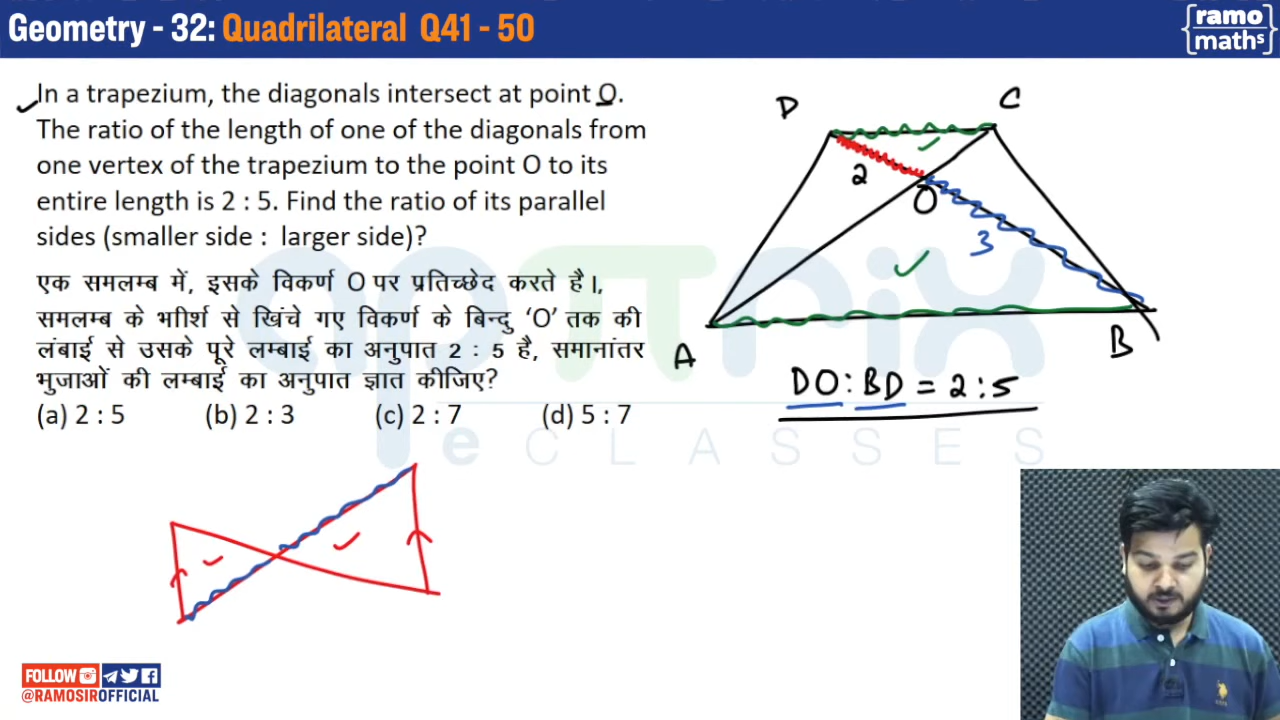 Geometry - 32: Quadrilateral Q41 - 50
ramo
maths
In a trapezium, the diagonals intersect at point O.
The ratio of the length of one of the diagonals from
one vertex of the trapezium to the point O to its
entire length is 2 : 5. Find the ratio of its parallel
sides (smaller side : larger side)?
एक समलम्ब में, इसके विकर्ण O पर प्रतिच्छेद करते है।,
समलम्ब के भाीर्श से खिंचे गए विकर्ण के बिन्दु ‘O’ तक की
लंबाई से उसके पूरे लम्बाई का अनुपात 2 : 5 है, समानांतर
भुजाओं की लम्बाई का अनुपात ज्ञात कीजिए?
(a) 2 : 5 (b) 2 : 3 (c) 2 : 7 (d) 5 : 7
D C
2 O
3
A B
DO : BD = 2 : 5
apπnix
e CLASSES
FOLLOW
@RAMOSIROFFICIAL